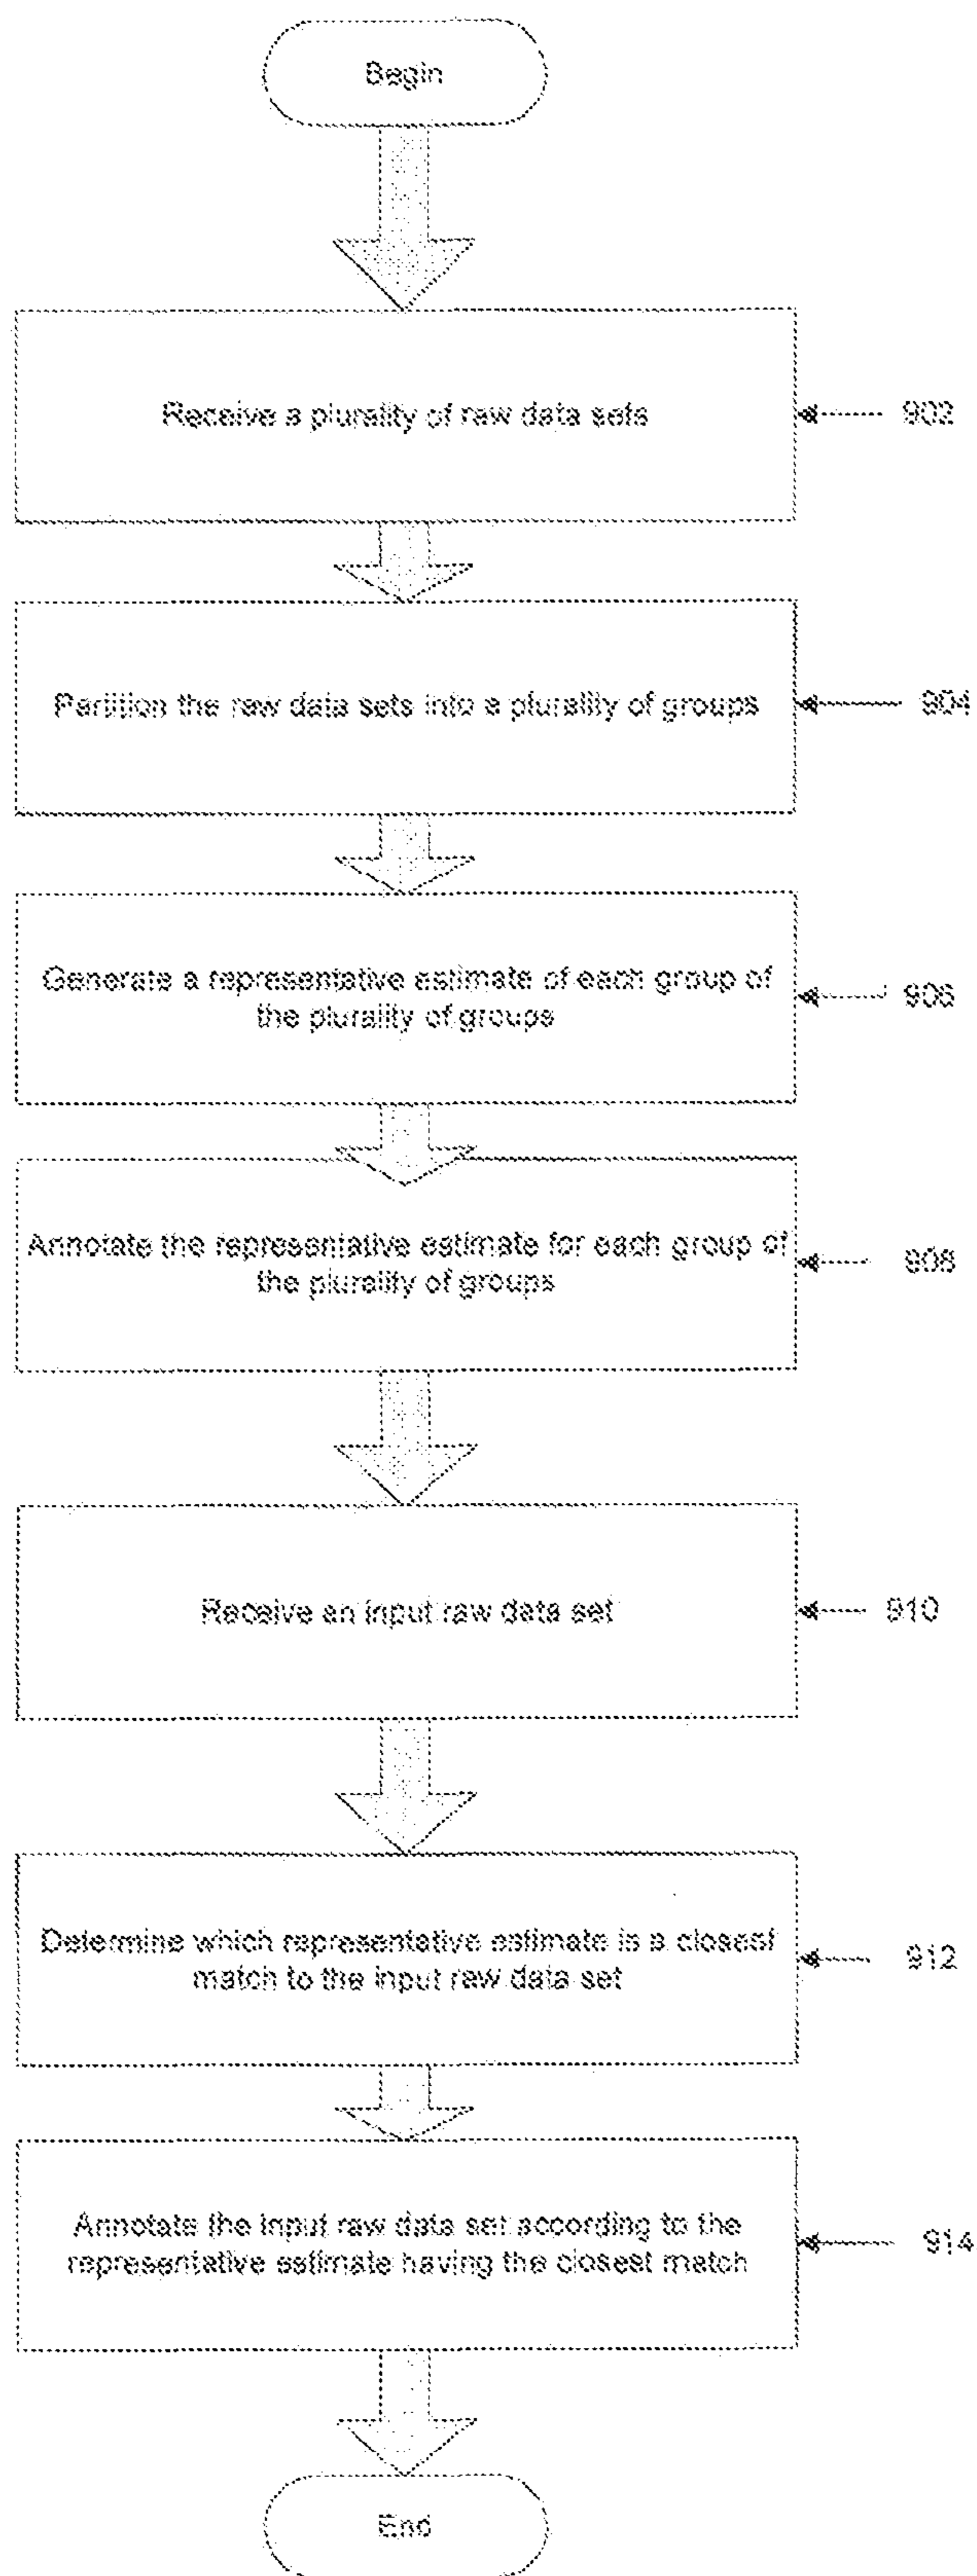 Begin
Receive a plurality of raw data sets
902
Partition the raw data sets into a plurality of groups
904
Generate a representative estimate of each group of
the plurality of groups
906
Annotate the representative estimate for each group of
the plurality of groups
908
Receive an input raw data set
910
Determine which representative estimate is a closest
match to the input raw data set
912
Annotate the input raw data set according to the
representative estimate having the closest match
914
End